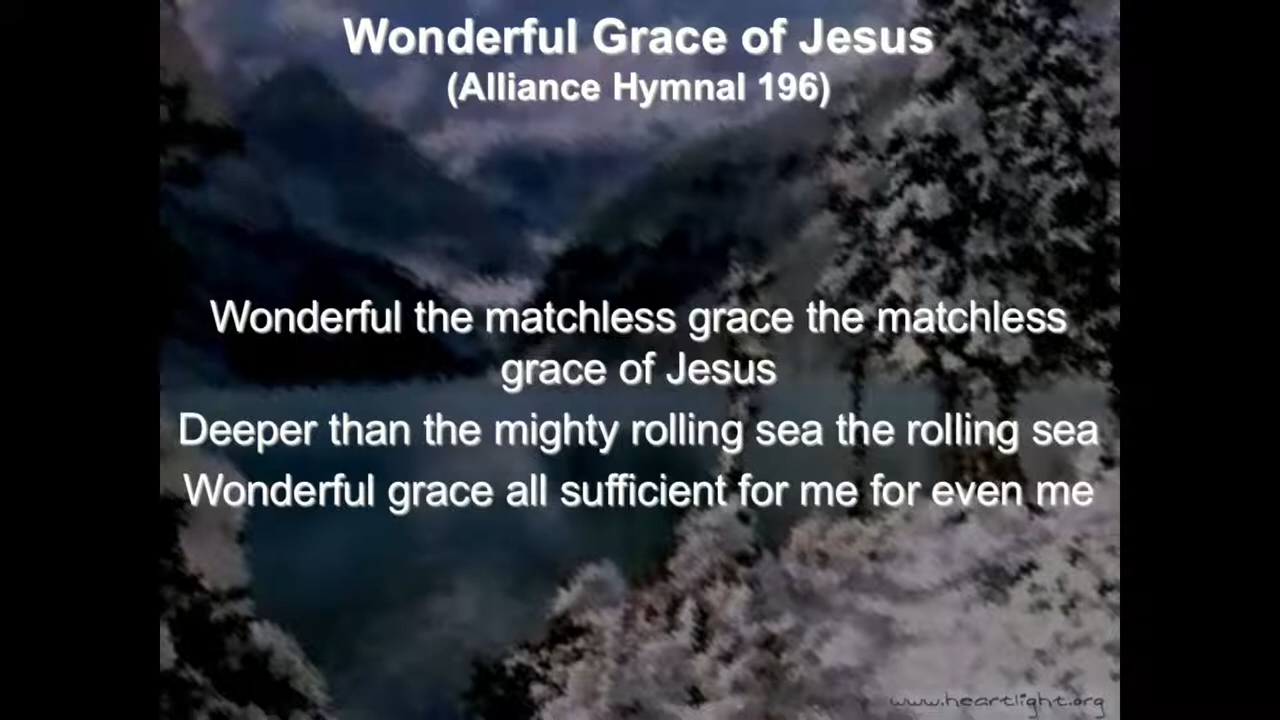 Wonderful Grace of Jesus
(Alliance Hymnal 196)
Wonderful the matchless grace the matchless
grace of Jesus
Deeper than the mighty rolling sea the rolling sea
Wonderful grace all sufficient for me for even me
www.heartlight.org